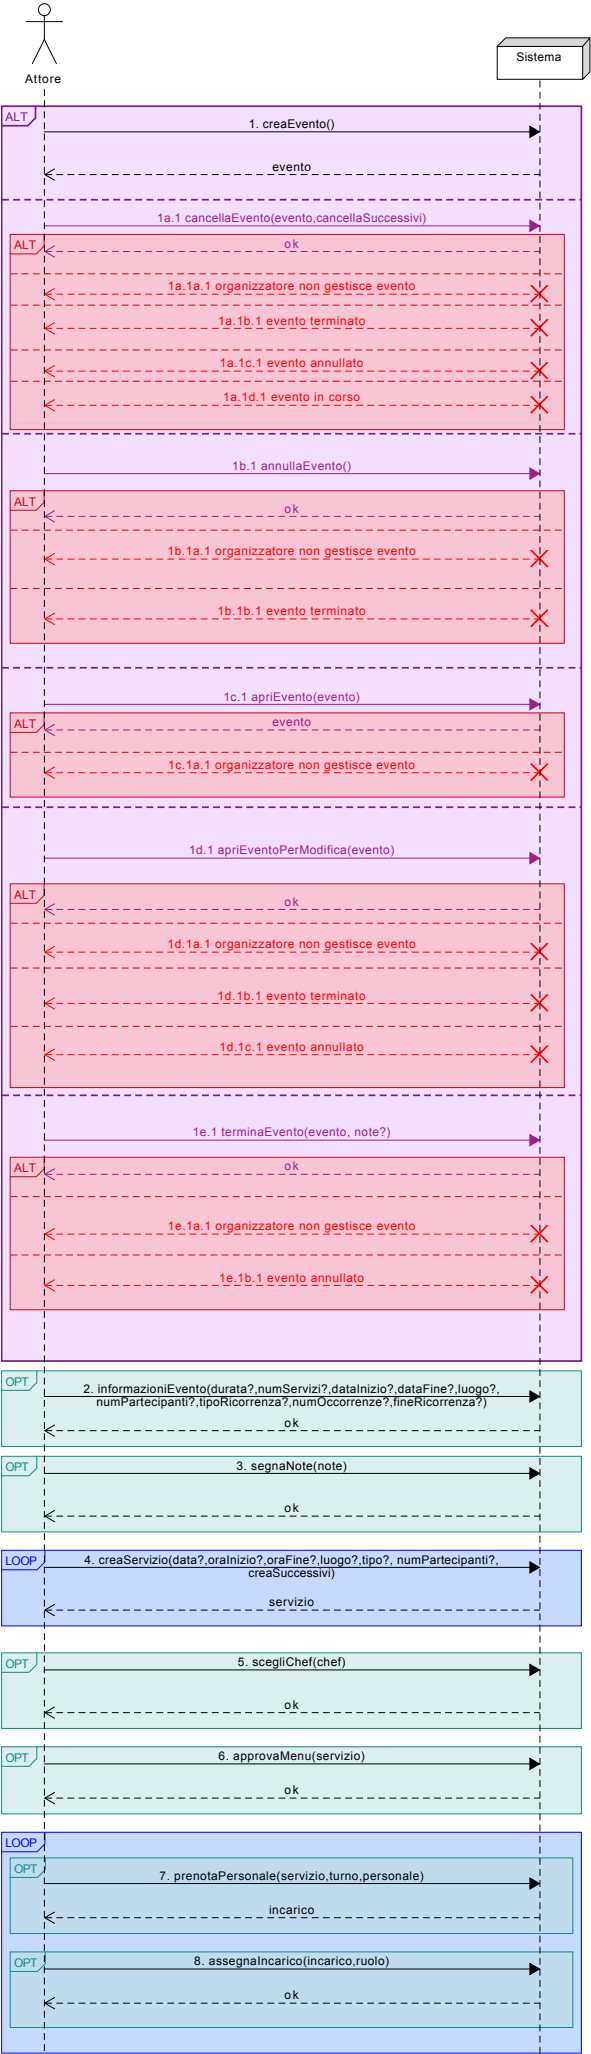 Attore
Sistema
ALT
1. creaEvento()
evento
1a.1 cancellaEvento(evento,cancellaSuccessivi)
ALT
ok
1a.1a.1 organizzatore non gestisce evento
1a.1b.1 evento terminato
1a.1c.1 evento annullato
1a.1d.1 evento in corso
1b.1 annullaEvento()
ALT
ok
1b.1a.1 organizzatore non gestisce evento
1b.1b.1 evento terminato
1c.1 apriEvento(evento)
ALT
evento
1c.1a.1 organizzatore non gestisce evento
1d.1 apriEventoPerModifica(evento)
ALT
ok
1d.1a.1 organizzatore non gestisce evento
1d.1b.1 evento terminato
1d.1c.1 evento annullato
1e.1 terminaEvento(evento, note?)
ALT
ok
1e.1a.1 organizzatore non gestisce evento
1e.1b.1 evento annullato
OPT
2. informazioniEvento(durata?,numServizi?,dataInizio?,dataFine?,luogo?,
numPartecipanti?,tipoRicorrenza?,numOccorrenze?,fineRicorrenza?)
ok
OPT
3. segnaNote(note)
ok
LOOP
4. creaServizio(data?,oraInizio?,oraFine?,luogo?,tipo?, numPartecipanti?,
creaSuccessivi)
servizio
OPT
5. scegliChef(chef)
ok
OPT
6. approvaMenu(servizio)
ok
LOOP
OPT
7. prenotaPersonale(servizio,turno,personale)
incarico
OPT
8. assegnaIncarico(incarico,ruolo)
ok